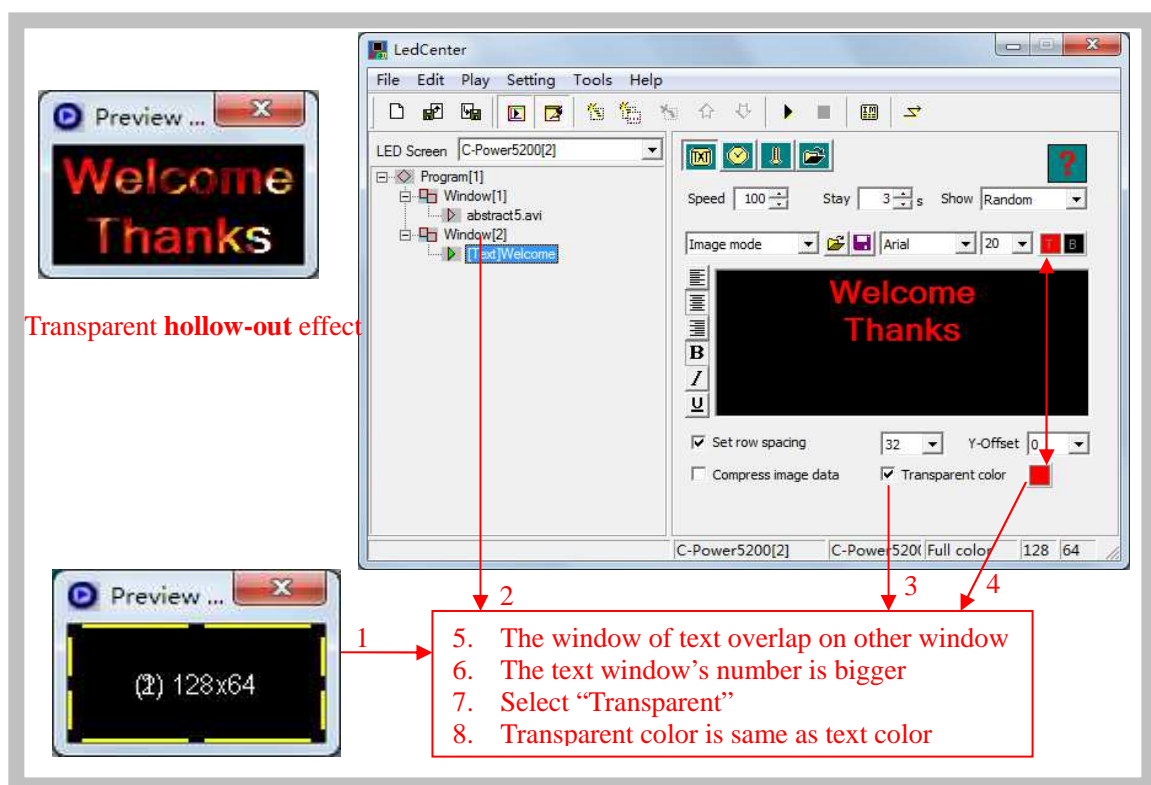 LedCenter
File Edit Play Setting Tools Help
Preview ...
Welcome
Thanks
Transparent hollow-out effect
LED Screen C-Power5200[2]
Program[1]
Window[1]
abstract5.avi
Window[2]
[Text]Welcome
TXT
?
Speed 100 Stay 3 s Show Random
Image mode Arial 20 T B
B
I
U
Welcome
Thanks
Set row spacing 32 Y-Offset 0
Compress image data Transparent color
C-Power5200[2] C-Power520( Full color 128 64
Preview ...
128x64
1
2
3
4
5. The window of text overlap on other window
6. The text window's number is bigger
7. Select “Transparent”
8. Transparent color is same as text color